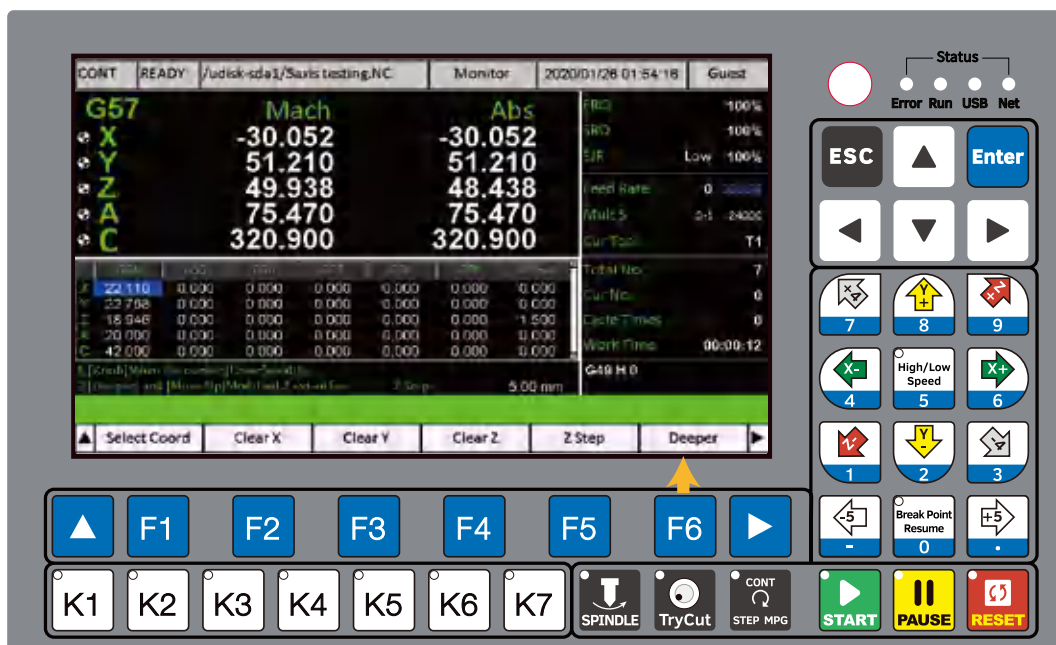 Status
Error Run USB Net
CONT READY /udisk-sda1/5axis testing.NC Monitor 2020/01/26 01:54:16 Guest
G57 Mach Abs
X -30.052 -30.052
Y 51.210 51.210
Z 49.938 48.438
A 75.470 75.470
C 320.900 320.900
FRO 100%
SRO 100%
SJR Low 100%
Feed Rate 0
Mult.S 24000
Cur Tool T1
Total No. 7
Cur No. 0
Cycle Times 0
Work Time 00:00:12
G49 H 0
X 22.110 0.000 0.000 0.000 0.000 0.000 0.000
Y 22.798 0.000 0.000 0.000 0.000 0.000 0.000
Z 18.946 0.000 0.000 0.000 0.000 0.000 1.500
A 20.000 0.000 0.000 0.000 0.000 0.000 0.000
C 42.000 0.000 0.000 0.000 0.000 0.000 0.000
Z Step 5.00 mm
Select Coord Clear X Clear Y Clear Z Z Step Deeper
ESC Enter
7 Y+ 8 9
X- 4 High/Low Speed 5 X+ 6
Z- 1 Y- 2 3
-5 - Break Point Resume 0 +5 .
F1 F2 F3 F4 F5 F6
K1 K2 K3 K4 K5 K6 K7
SPINDLE TryCut CONT STEP MPG
START PAUSE RESET